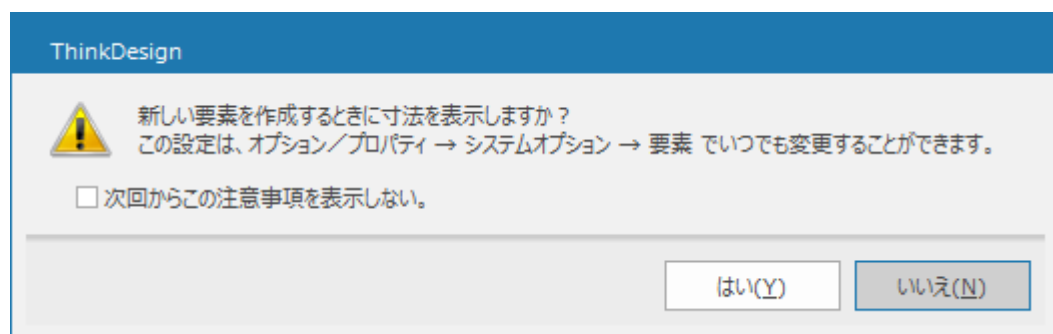 ThinkDesign
新しい要素を作成するときに寸法を表示しますか？
この設定は、オプション／プロパティ → システムオプション → 要素 でいつでも変更することができます。
次回からこの注意事項を表示しない。
はい(Y) いいえ(N)